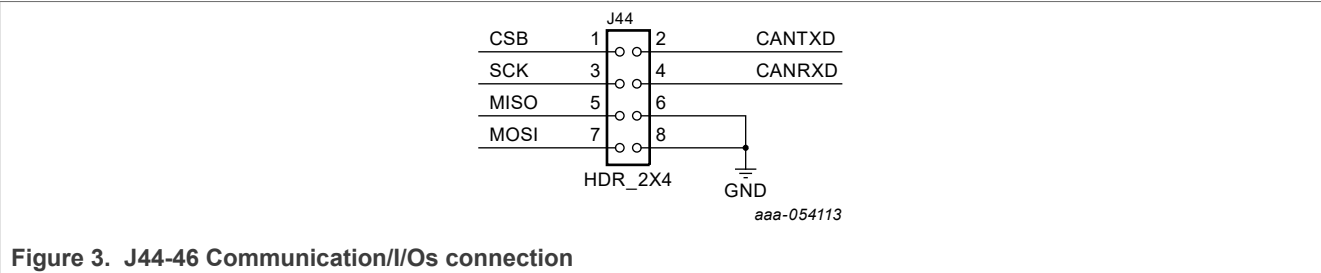 J44
CSB 1 2 CANTXD
SCK 3 4 CANRXD
MISO 5 6
MOSI 7 8
HDR_2X4
GND
aaa-054113
Figure 3. J44-46 Communication/I/Os connection